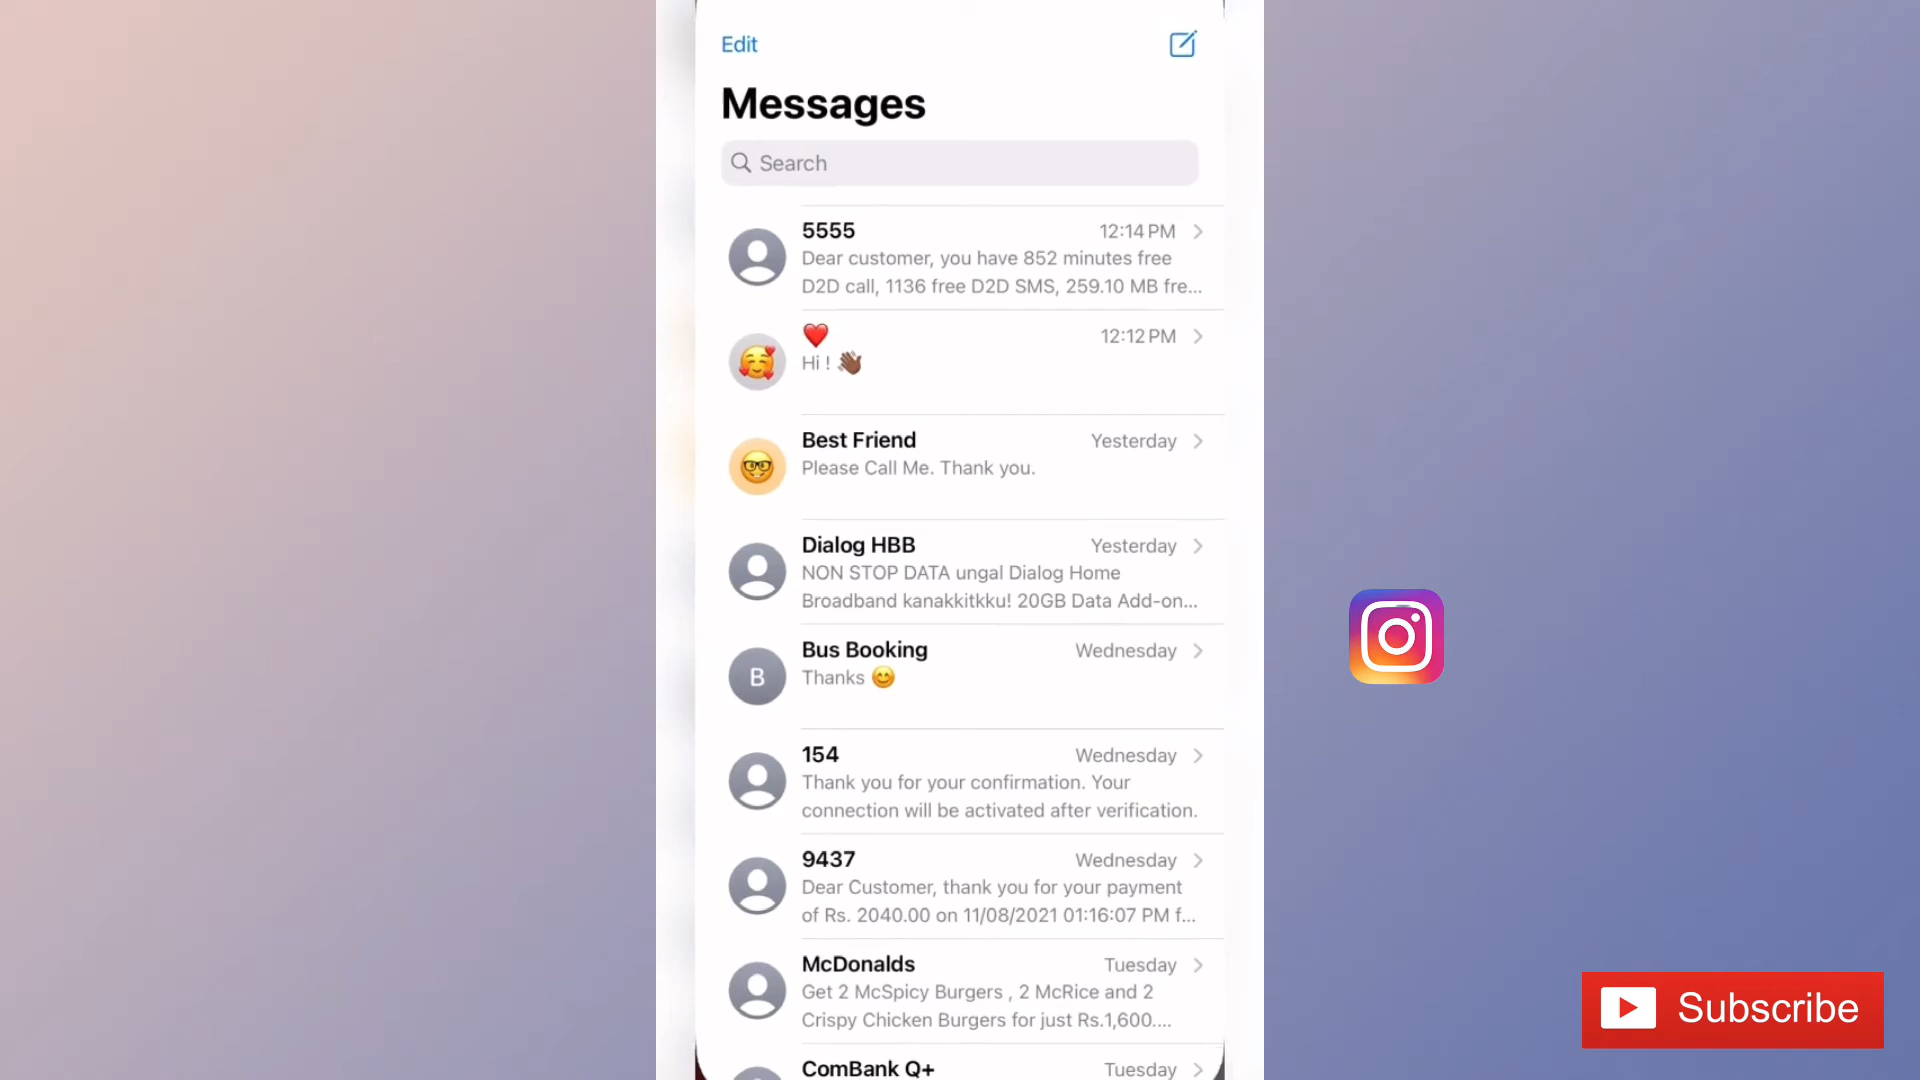 Edit
Messages
Search
5555 12:14 PM
Dear customer, you have 852 minutes free
D2D call, 1136 free D2D SMS, 259.10 MB fre...
❤️ 12:12 PM
Hi ! 👋🏾
Best Friend Yesterday
Please Call Me. Thank you.
Dialog HBB Yesterday
NON STOP DATA ungal Dialog Home
Broadband kanakkitkku! 20GB Data Add-on...
Bus Booking Wednesday
B
Thanks 😊
154 Wednesday
Thank you for your confirmation. Your
connection will be activated after verification.
9437 Wednesday
Dear Customer, thank you for your payment
of Rs. 2040.00 on 11/08/2021 01:16:07 PM f...
McDonalds Tuesday
Get 2 McSpicy Burgers , 2 McRice and 2
Crispy Chicken Burgers for just Rs.1,600....
ComBank Q+ Tuesday
Subscribe